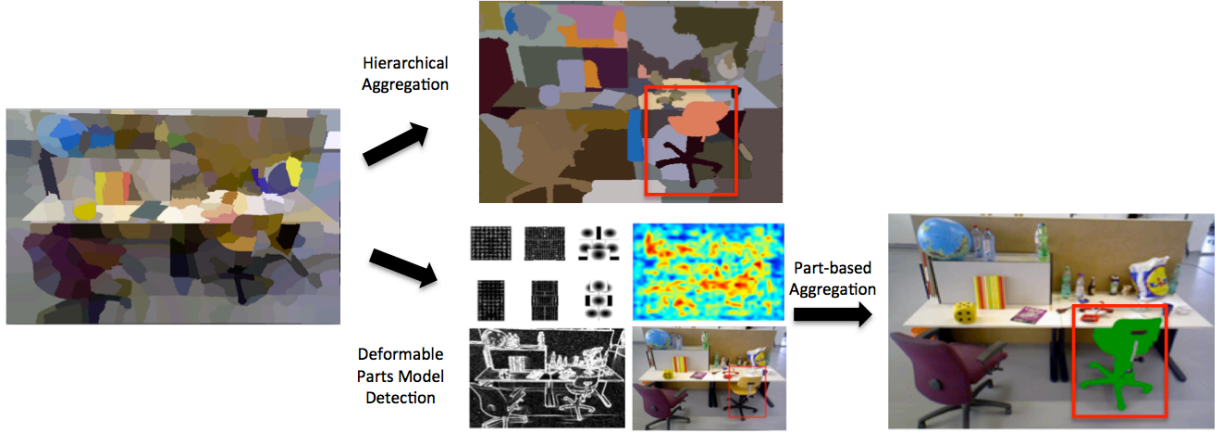 Hierarchical
Aggregation
Part-based
Aggregation
Deformable
Parts Model
Detection